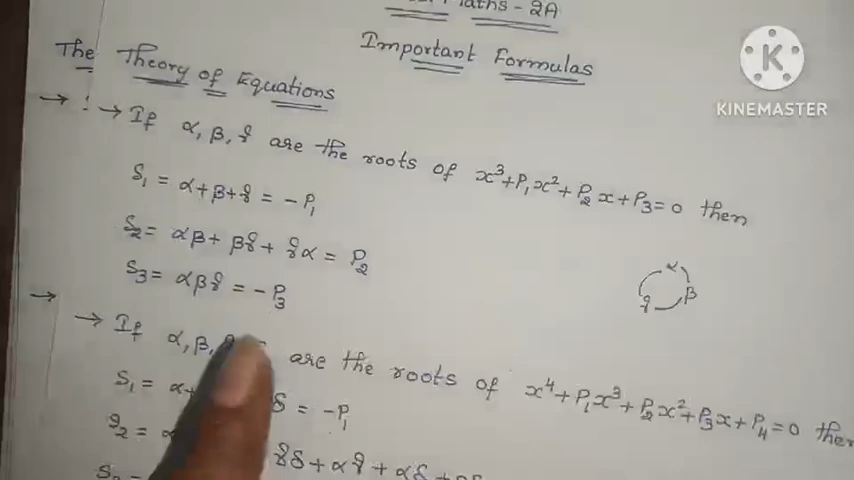 Maths - 2A
Important Formulas
The Theory of Equations
KINEMASTER
→ : → If α, β, γ are the roots of x³+P₁x²+P₂x+P₃=0 then
S₁ = α+β+γ = -P₁
S₂ = αβ+βγ+γα = P₂
S₃ = αβγ = -P₃
α
β
γ
→ → If α, β, are the roots of x⁴+P₁x³+P₂x²+P₃x+P₄=0 then
S₁ = α+ δ = -P₁
S₂ = α γδ+αγ+αδ+